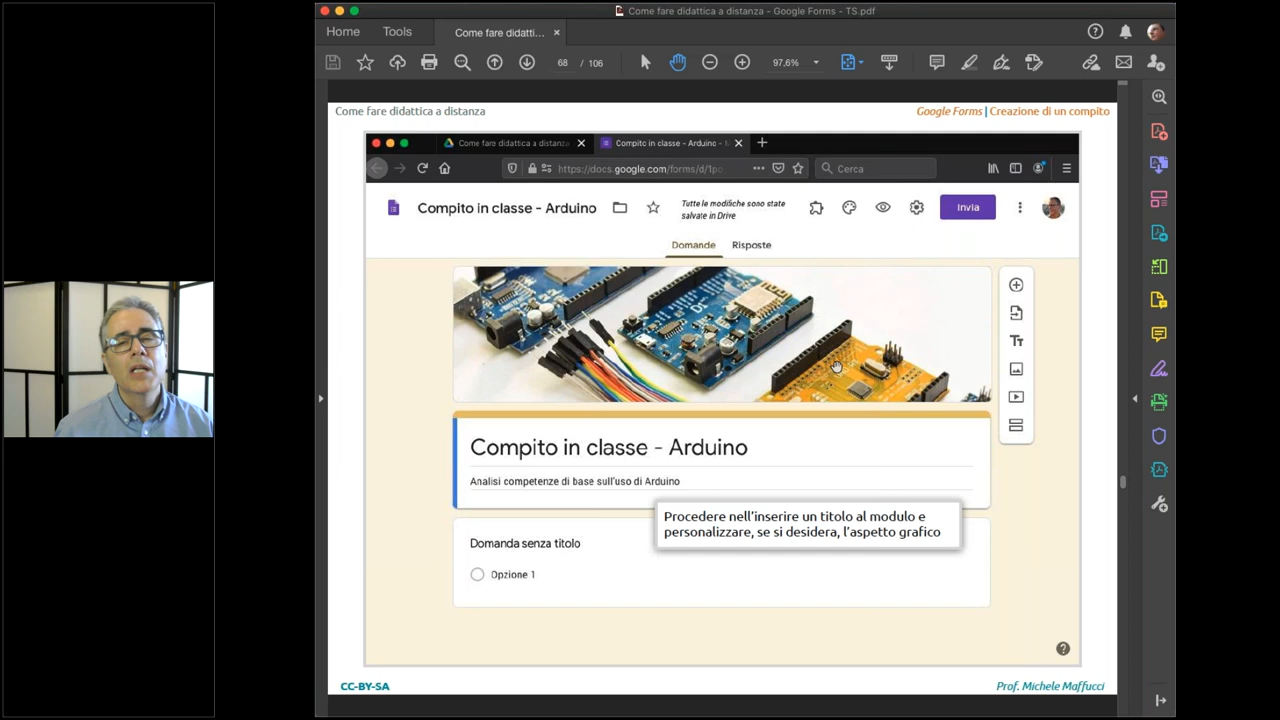 Come fare didattica a distanza - Google Forms - TS.pdf
Home
Tools
Come fare didatti...
68 / 106
97,6%
Come fare didattica a distanza
Google Forms | Creazione di un compito
Come fare didattica a distanza
Compito in classe - Arduino -
https://docs.google.com/forms/d/1po
Cerca
Compito in classe - Arduino
Tutte le modifiche sono state
salvate in Drive
Invia
Domande
Risposte
Compito in classe - Arduino
Analisi competenze di base sull'uso di Arduino
Procedere nell'inserire un titolo al modulo e
personalizzare, se si desidera, l'aspetto grafico
Domanda senza titolo
Opzione 1
CC-BY-SA
Prof. Michele Maffucci